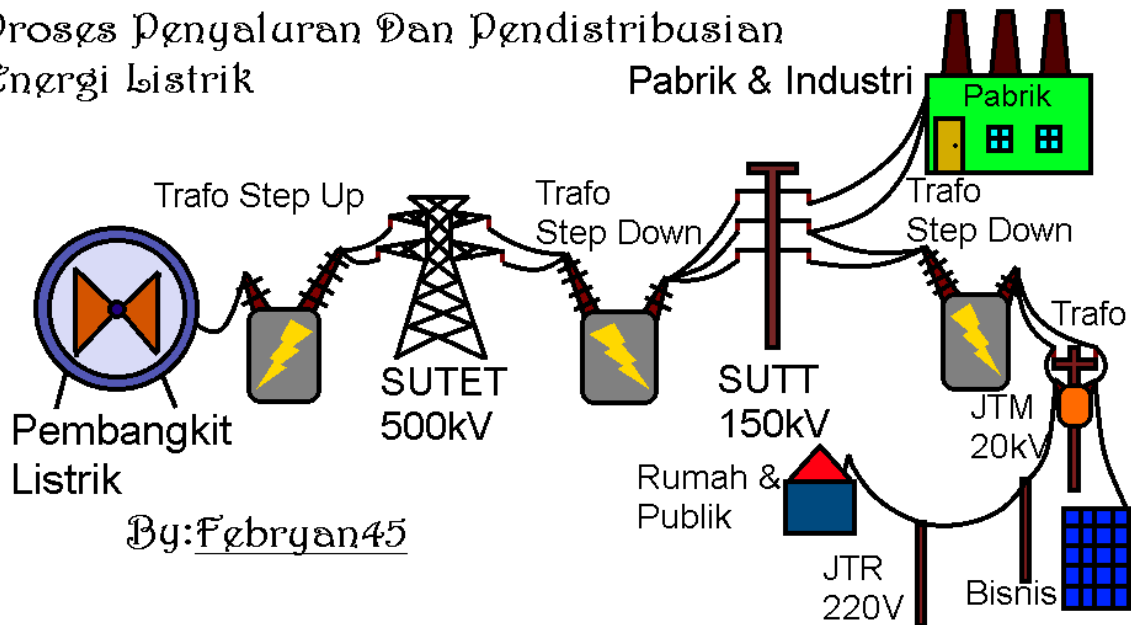 Proses Penyaluran Dan Pendistribusian
Energi Listrik
Pabrik & Industri
Pabrik
Trafo Step Up
Trafo
Step Down
Trafo
Step Down
Trafo
SUTET
500kV
SUTT
150kV
JTM
20kV
Pembangkit
Listrik
Rumah &
Publik
By:Febryan45
JTR
220V
Bisnis